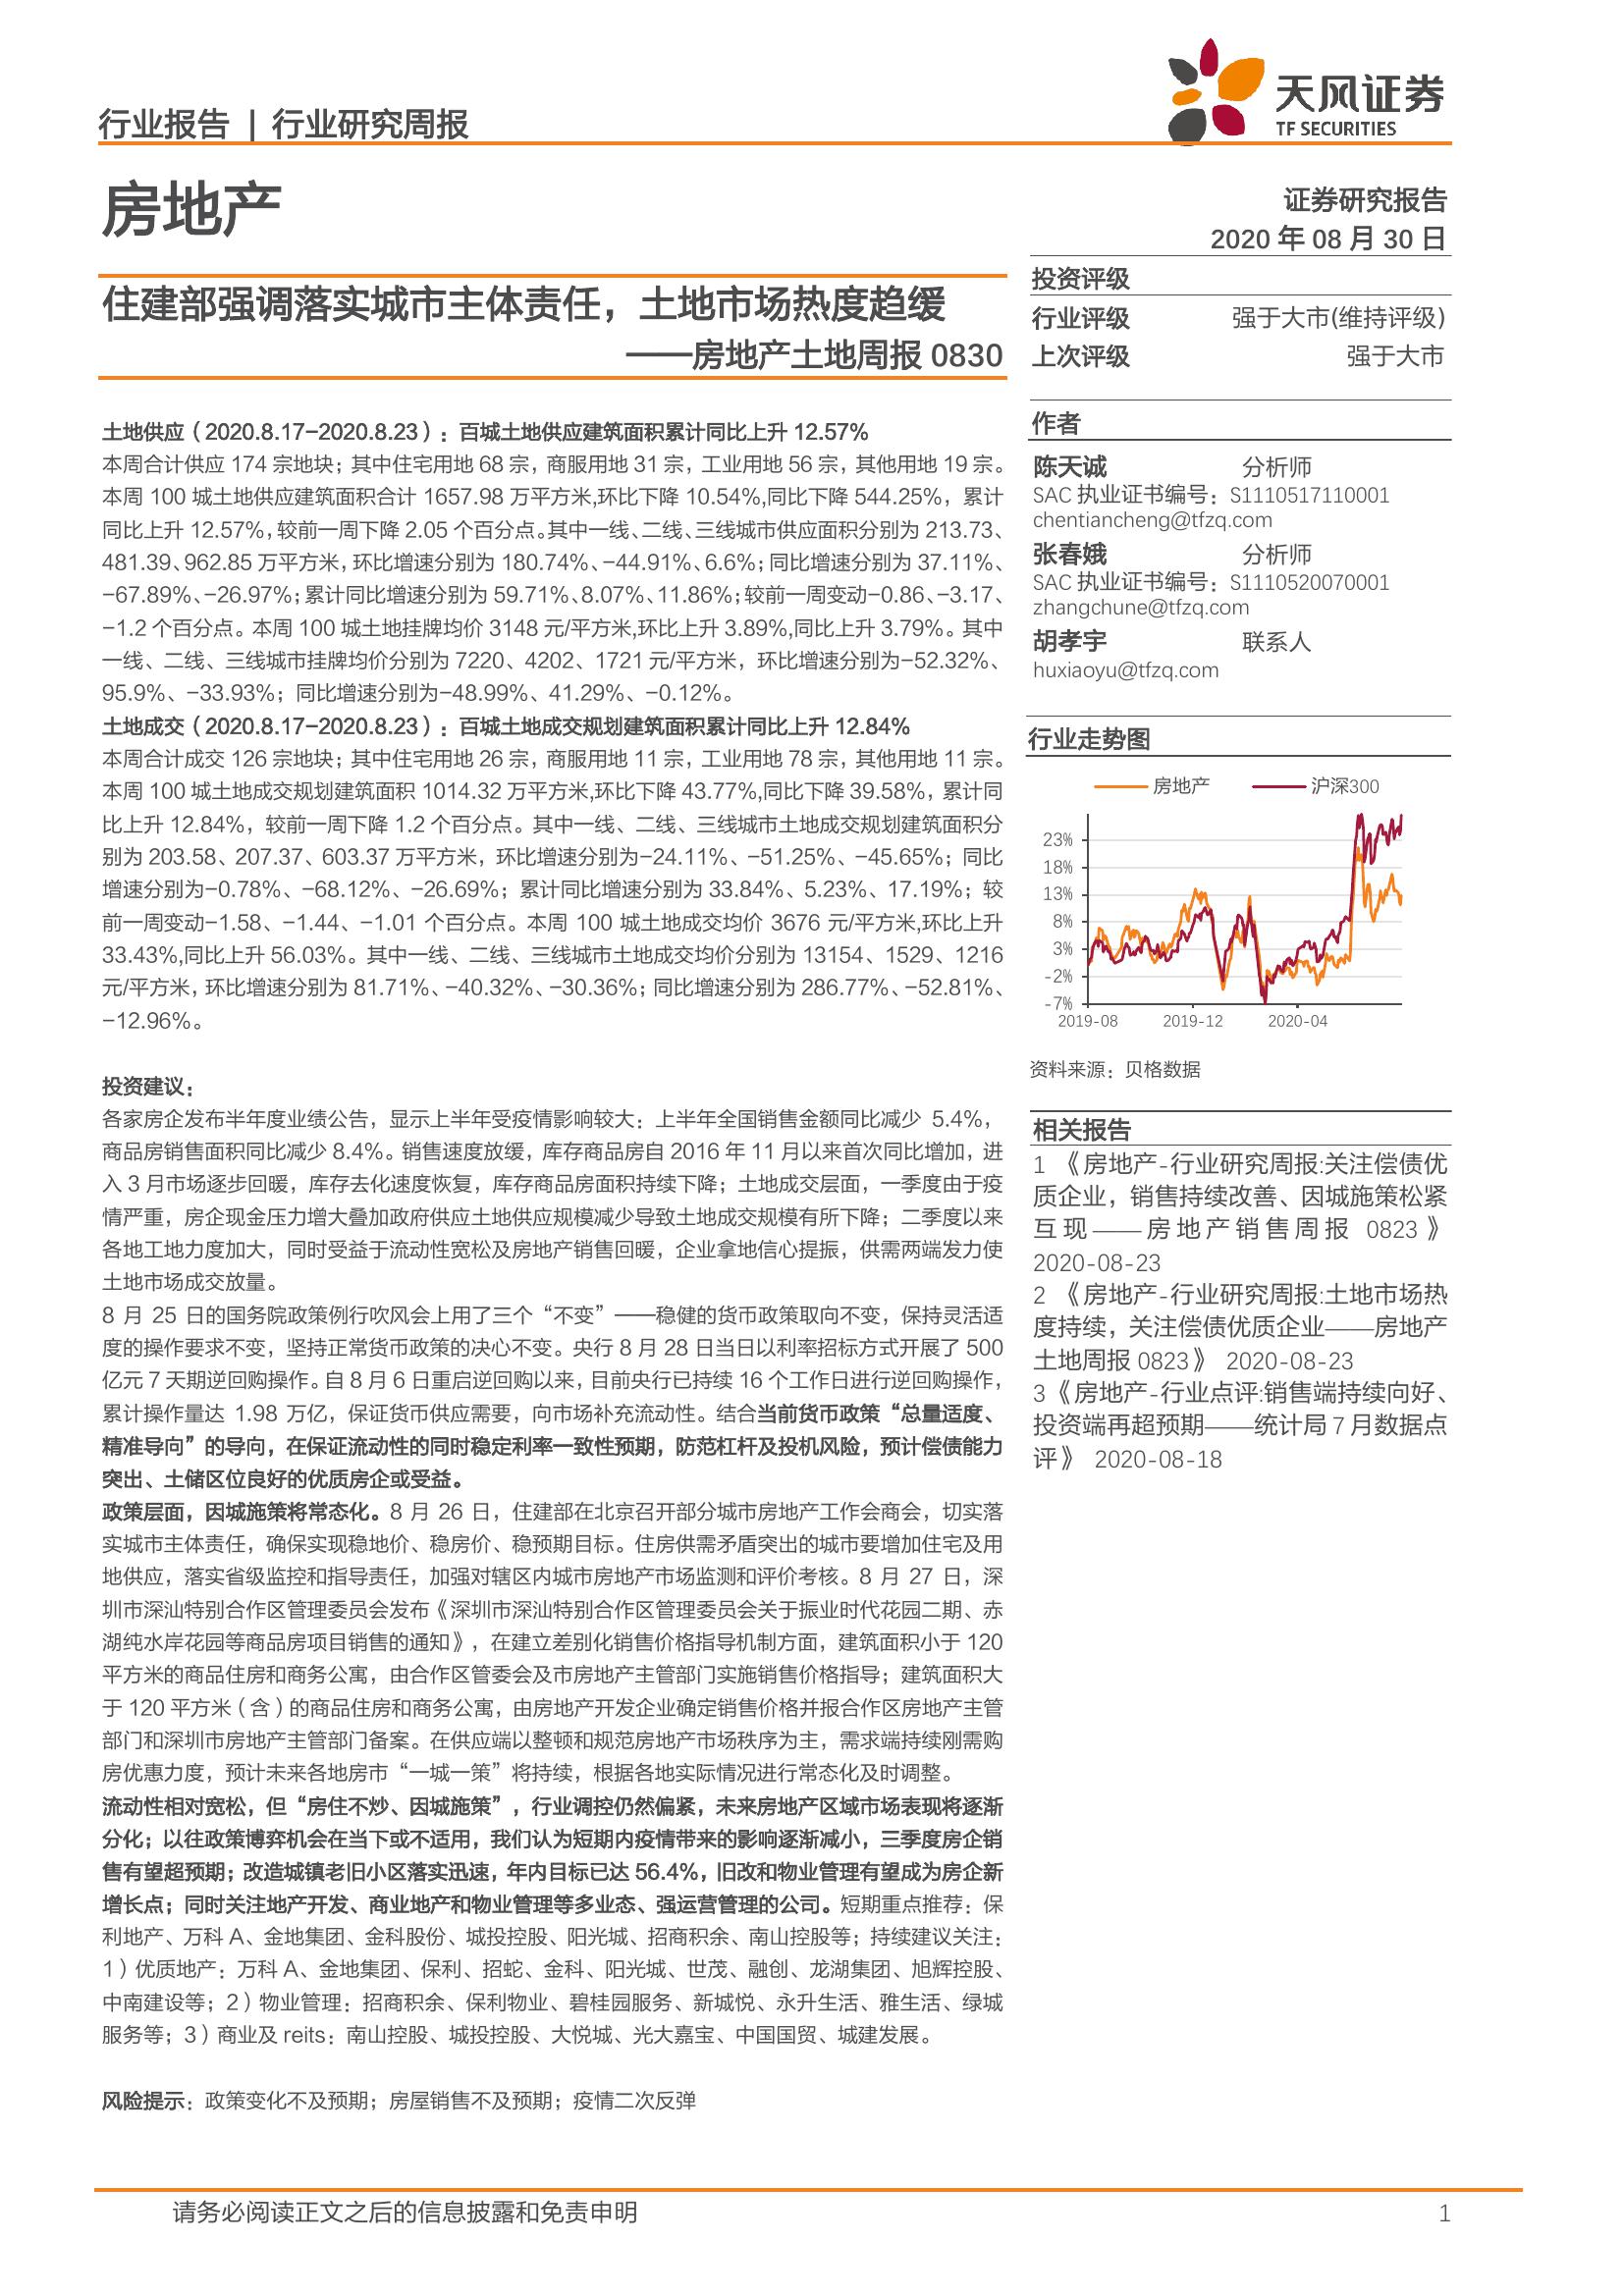 行业报告 | 行业研究周报
天风证券
TF SECURITIES
房地产
证券研究报告
2020 年 08 月 30 日
住建部强调落实城市主体责任，土地市场热度趋缓
——房地产土地周报 0830
土地供应（2020.8.17-2020.8.23）：百城土地供应建筑面积累计同比上升 12.57%
本周合计供应 174 宗地块；其中住宅用地 68 宗，商服用地 31 宗，工业用地 56 宗，其他用地 19 宗。
本周 100 城土地供应建筑面积合计 1657.98 万平方米,环比下降 10.54%,同比下降 544.25%，累计
同比上升 12.57%，较前一周下降 2.05 个百分点。其中一线、二线、三线城市供应面积分别为 213.73、
481.39、962.85 万平方米，环比增速分别为 180.74%、-44.91%、6.6%；同比增速分别为 37.11%、
-67.89%、-26.97%；累计同比增速分别为 59.71%、8.07%、11.86%；较前一周变动-0.86、-3.17、
-1.2 个百分点。本周 100 城土地挂牌均价 3148 元/平方米,环比上升 3.89%,同比上升 3.79%。其中
一线、二线、三线城市挂牌均价分别为 7220、4202、1721 元/平方米，环比增速分别为-52.32%、
95.9%、-33.93%；同比增速分别为-48.99%、41.29%、-0.12%。
土地成交（2020.8.17-2020.8.23）：百城土地成交规划建筑面积累计同比上升 12.84%
本周合计成交 126 宗地块；其中住宅用地 26 宗，商服用地 11 宗，工业用地 78 宗，其他用地 11 宗。
本周 100 城土地成交规划建筑面积 1014.32 万平方米,环比下降 43.77%,同比下降 39.58%，累计同
比上升 12.84%，较前一周下降 1.2 个百分点。其中一线、二线、三线城市土地成交规划建筑面积分
别为 203.58、207.37、603.37 万平方米，环比增速分别为-24.11%、-51.25%、-45.65%；同比
增速分别为-0.78%、-68.12%、-26.69%；累计同比增速分别为 33.84%、5.23%、17.19%；较
前一周变动-1.58、-1.44、-1.01 个百分点。本周 100 城土地成交均价 3676 元/平方米,环比上升
33.43%,同比上升 56.03%。其中一线、二线、三线城市土地成交均价分别为 13154、1529、1216
元/平方米，环比增速分别为 81.71%、-40.32%、-30.36%；同比增速分别为 286.77%、-52.81%、
-12.96%。
投资建议：
各家房企发布半年度业绩公告，显示上半年受疫情影响较大：上半年全国销售金额同比减少 5.4%，
商品房销售面积同比减少 8.4%。销售速度放缓，库存商品房自 2016 年 11 月以来首次同比增加，进
入 3 月市场逐步回暖，库存去化速度恢复，库存商品房面积持续下降；土地成交层面，一季度由于疫
情严重，房企现金压力增大叠加政府供应土地供应规模减少导致土地成交规模有所下降；二季度以来
各地工地力度加大，同时受益于流动性宽松及房地产销售回暖，企业拿地信心提振，供需两端发力使
土地市场成交放量。
8 月 25 日的国务院政策例行吹风会上用了三个“不变”——稳健的货币政策取向不变，保持灵活适
度的操作要求不变，坚持正常货币政策的决心不变。央行 8 月 28 日当日以利率招标方式开展了 500
亿元 7 天期逆回购操作。自 8 月 6 日重启逆回购以来，目前央行已持续 16 个工作日进行逆回购操作，
累计操作量达 1.98 万亿，保证货币供应需要，向市场补充流动性。结合当前货币政策“总量适度、
精准导向”的导向，在保证流动性的同时稳定利率一致性预期，防范杠杆及投机风险，预计偿债能力
突出、土储区位良好的优质房企或受益。
政策层面，因城施策将常态化。8 月 26 日，住建部在北京召开部分城市房地产工作会商会，切实落
实城市主体责任，确保实现稳地价、稳房价、稳预期目标。住房供需矛盾突出的城市要增加住宅及用
地供应，落实省级监控和指导责任，加强对辖区内城市房地产市场监测和评价考核。8 月 27 日，深
圳市深汕特别合作区管理委员会发布《深圳市深汕特别合作区管理委员会关于振业时代花园二期、赤
湖纯水岸花园等商品房项目销售的通知》，在建立差别化销售价格指导机制方面，建筑面积小于 120
平方米的商品住房和商务公寓，由合作区管委会及市房地产主管部门实施销售价格指导；建筑面积大
于 120 平方米（含）的商品住房和商务公寓，由房地产开发企业确定销售价格并报合作区房地产主管
部门和深圳市房地产主管部门备案。在供应端以整顿和规范房地产市场秩序为主，需求端持续刚需购
房优惠力度，预计未来各地房市“一城一策”将持续，根据各地实际情况进行常态化及时调整。
流动性相对宽松，但“房住不炒、因城施策”，行业调控仍然偏紧，未来房地产区域市场表现将逐渐
分化；以往政策博弈机会在当下或不适用，我们认为短期内疫情带来的影响逐渐减小，三季度房企销
售有望超预期；改造城镇老旧小区落实迅速，年内目标已达 56.4%，旧改和物业管理有望成为房企新
增长点；同时关注地产开发、商业地产和物业管理等多业态、强运营管理的公司。短期重点推荐：保
利地产、万科 A、金地集团、金科股份、城投控股、阳光城、招商积余、南山控股等；持续建议关注：
1）优质地产：万科 A、金地集团、保利、招蛇、金科、阳光城、世茂、融创、龙湖集团、旭辉控股、
中南建设等；2）物业管理：招商积余、保利物业、碧桂园服务、新城悦、永升生活、雅生活、绿城
服务等；3）商业及 reits：南山控股、城投控股、大悦城、光大嘉宝、中国国贸、城建发展。
风险提示：政策变化不及预期；房屋销售不及预期；疫情二次反弹
投资评级
行业评级 强于大市(维持评级)
上次评级 强于大市
作者
陈天诚 分析师
SAC 执业证书编号：S1110517110001
chentiancheng@tfzq.com
张春娥 分析师
SAC 执业证书编号：S1110520070001
zhangchune@tfzq.com
胡孝宇 联系人
huxiaoyu@tfzq.com
行业走势图
房地产 沪深300
23%
18%
13%
8%
3%
-2%
-7%
2019-08 2019-12 2020-04
资料来源：贝格数据
相关报告
1 《房地产-行业研究周报:关注偿债优
质企业，销售持续改善、因城施策松紧
互现——房地产销售周报 0823》
2020-08-23
2 《房地产-行业研究周报:土地市场热
度持续，关注偿债优质企业——房地产
土地周报 0823》 2020-08-23
3《房地产-行业点评:销售端持续向好、
投资端再超预期——统计局 7 月数据点
评》 2020-08-18
请务必阅读正文之后的信息披露和免责申明 1